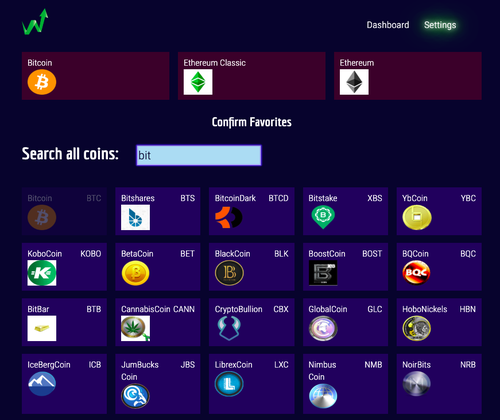 Dashboard Settings
Bitcoin Ethereum Classic Ethereum
Confirm Favorites
Search all coins: bit
Bitcoin BTC Bitshares BTS BitcoinDark BTCD Bitstake XBS YbCoin YBC
KoboCoin KOBO BetaCoin BET BlackCoin BLK BoostCoin BOST BQCoin BQC
BQC
BitBar BTB CannabisCoin CANN CryptoBullion CBX GlobalCoin GLC HoboNickels HBN
IceBergCoin ICB JumBucks JBS LibrexCoin LXC Nimbus NMB NoirBits NRB
Coin Coin